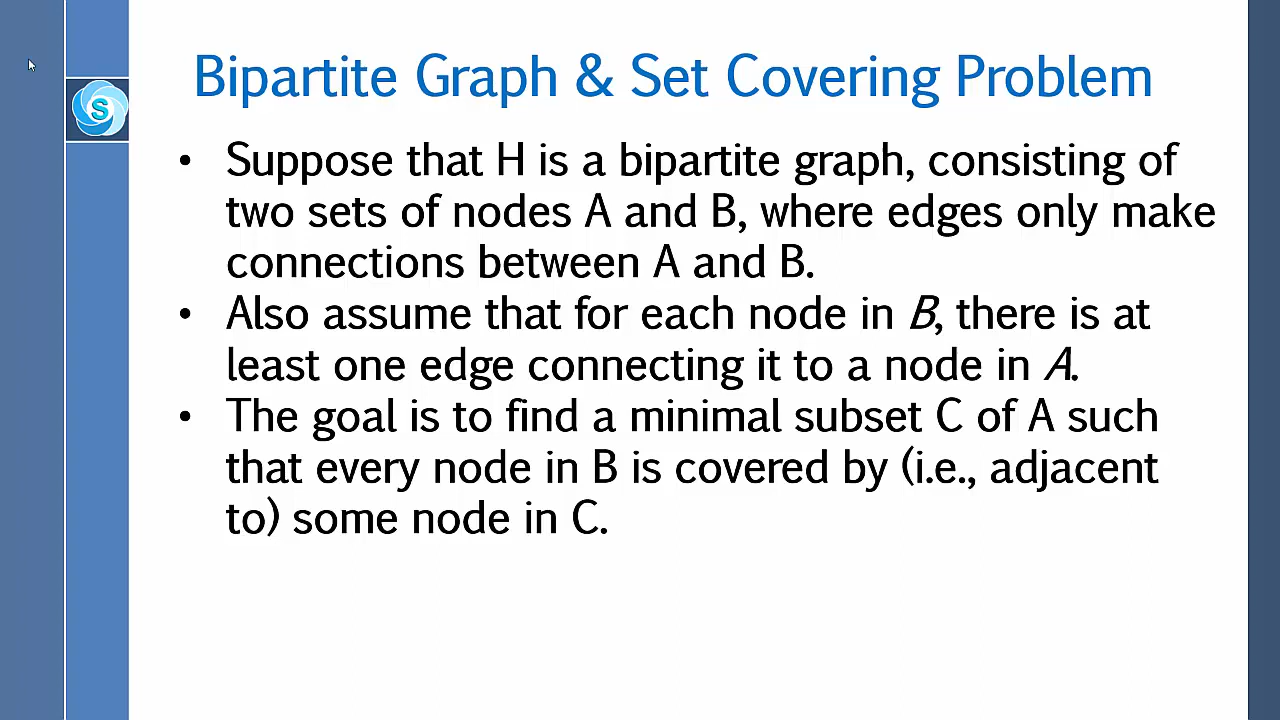 Bipartite Graph & Set Covering Problem
S
• Suppose that H is a bipartite graph, consisting of
two sets of nodes A and B, where edges only make
connections between A and B.
• Also assume that for each node in B, there is at
least one edge connecting it to a node in A.
• The goal is to find a minimal subset C of A such
that every node in B is covered by (i.e., adjacent
to) some node in C.